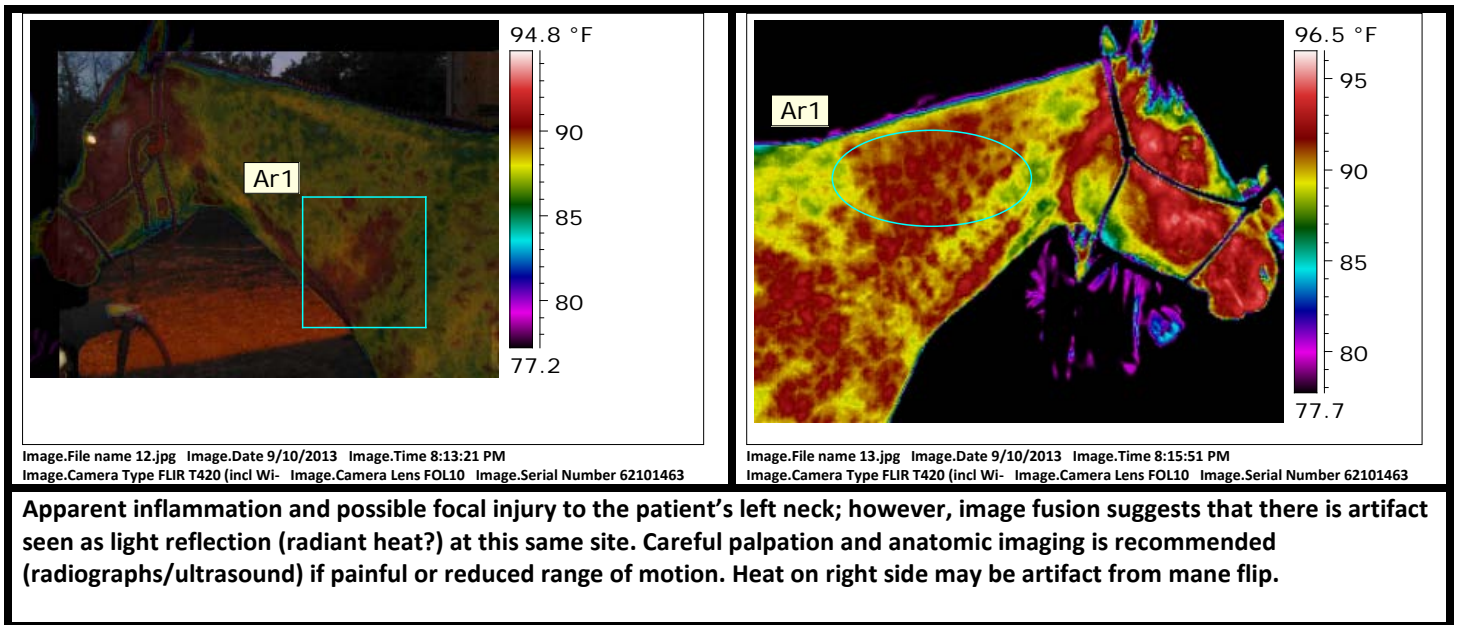 94.8 °F
Ar1
90
85
80
77.2
Image.File name 12.jpg Image.Date 9/10/2013 Image.Time 8:13:21 PM
Image.Camera Type FLIR T420 (incl Wi- Image.Camera Lens FOL10 Image.Serial Number 62101463
96.5 °F
Ar1
95
90
85
80
77.7
Image.File name 13.jpg Image.Date 9/10/2013 Image.Time 8:15:51 PM
Image.Camera Type FLIR T420 (incl Wi- Image.Camera Lens FOL10 Image.Serial Number 62101463
Apparent inflammation and possible focal injury to the patient's left neck; however, image fusion suggests that there is artifact
seen as light reflection (radiant heat?) at this same site. Careful palpation and anatomic imaging is recommended
(radiographs/ultrasound) if painful or reduced range of motion. Heat on right side may be artifact from mane flip.